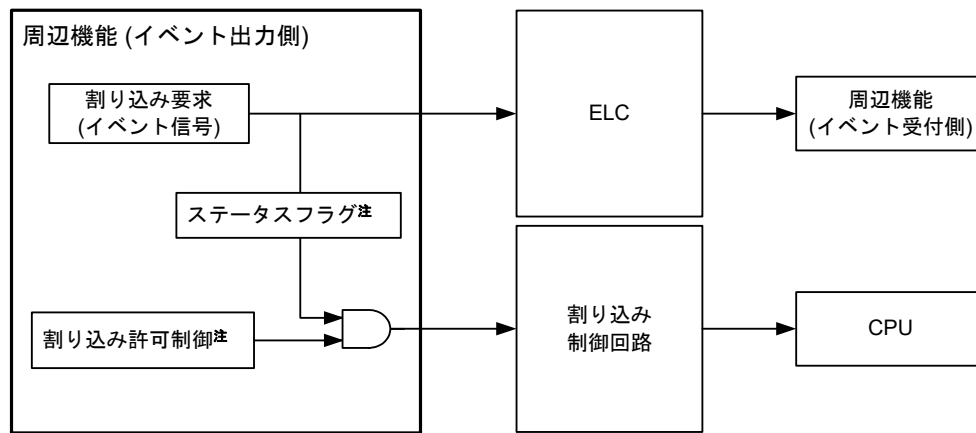 周辺機能 (イベント出力側)
割り込み要求
(イベント信号)
ELC
周辺機能
(イベント受付側)
ステータスフラグ注
割り込み許可制御注
割り込み
制御回路
CPU